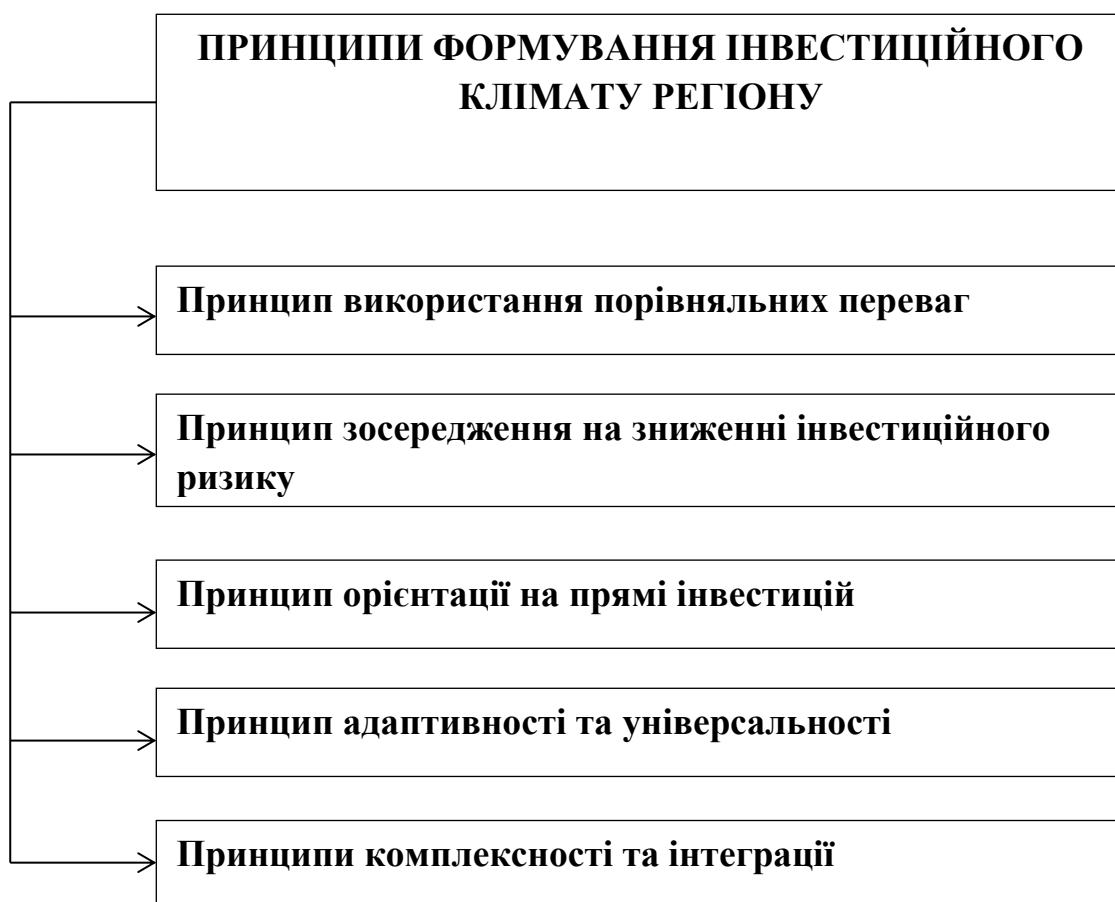 ПРИНЦИПИ ФОРМУВАННЯ ІНВЕСТИЦІЙНОГО
КЛІМАТУ РЕГІОНУ
Принцип використання порівняльних переваг
Принцип зосередження на зниженні інвестиційного
ризику
Принцип орієнтації на прямі інвестицій
Принцип адаптивності та універсальності
Принципи комплексності та інтеграції